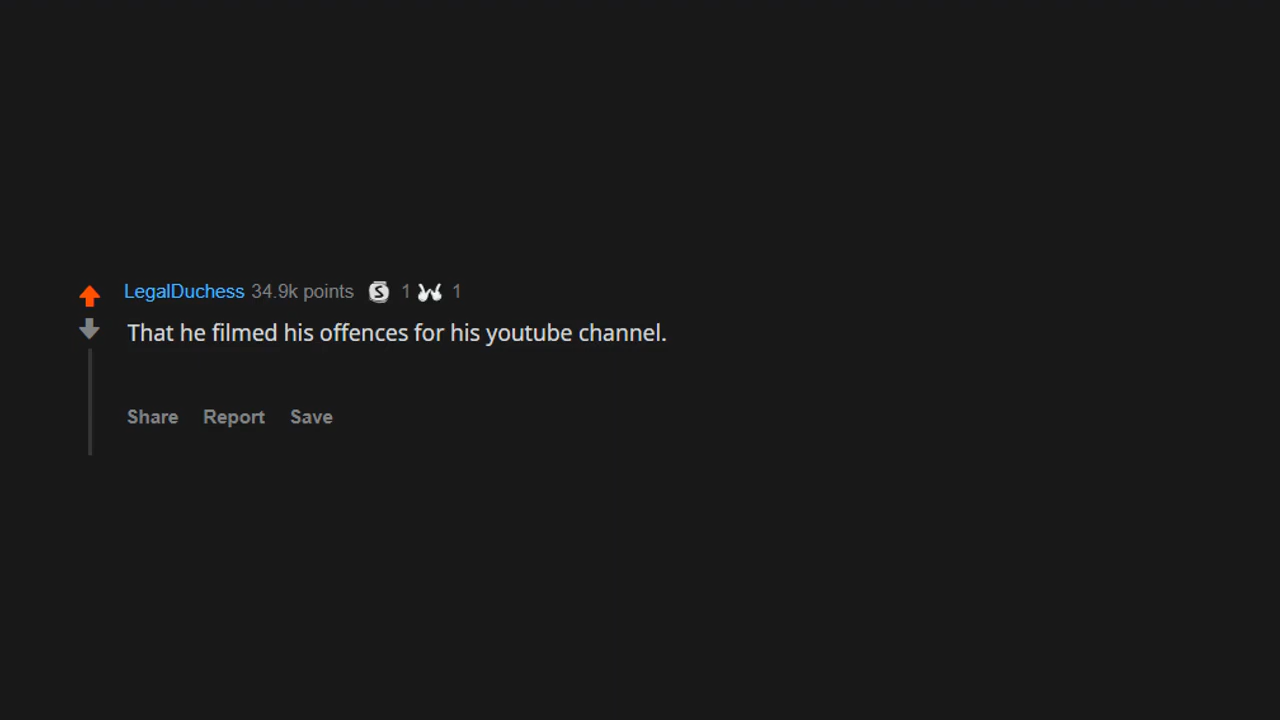 LegalDuchess 34.9k points S 1 1
That he filmed his offences for his youtube channel.
Share Report Save